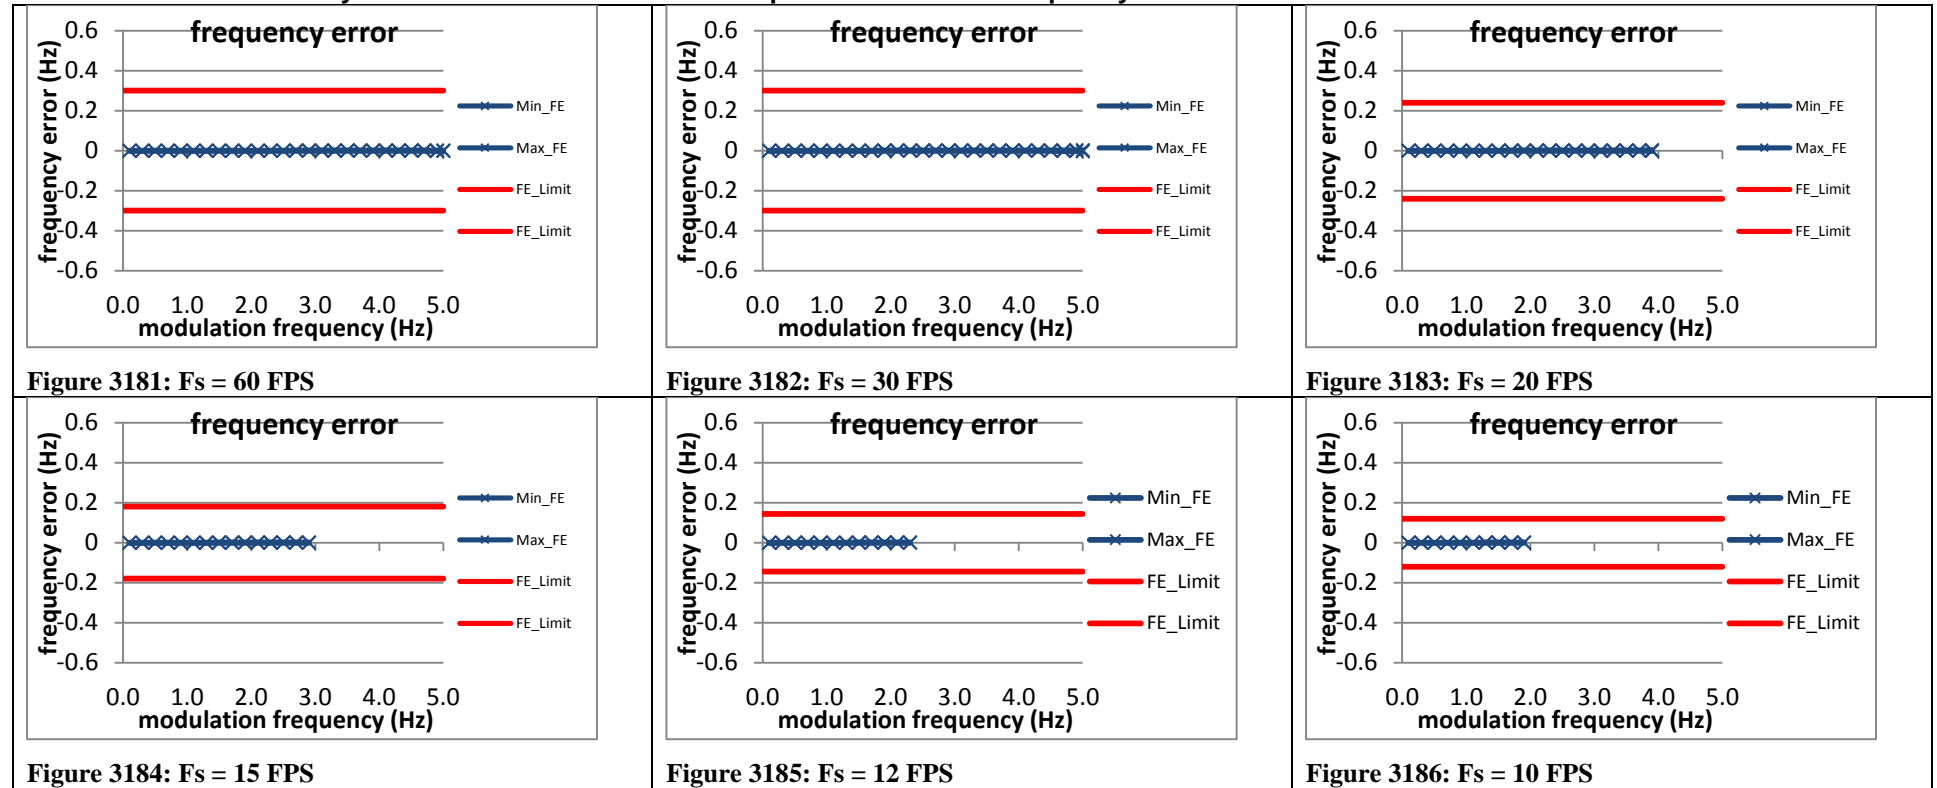 frequency error
frequency error (Hz)
0.6
0.4
0.2
0
-0.2
-0.4
-0.6
0.0 1.0 2.0 3.0 4.0 5.0
modulation frequency (Hz)
Min_FE
Max_FE
FE_Limit
FE_Limit
Figure 3181: Fs = 60 FPS
frequency error
frequency error (Hz)
0.6
0.4
0.2
0
-0.2
-0.4
-0.6
0.0 1.0 2.0 3.0 4.0 5.0
modulation frequency (Hz)
Min_FE
Max_FE
FE_Limit
FE_Limit
Figure 3182: Fs = 30 FPS
frequency error
frequency error (Hz)
0.6
0.4
0.2
0
-0.2
-0.4
-0.6
0.0 1.0 2.0 3.0 4.0 5.0
modulation frequency (Hz)
Min_FE
Max_FE
FE_Limit
FE_Limit
Figure 3183: Fs = 20 FPS
frequency error
frequency error (Hz)
0.6
0.4
0.2
0
-0.2
-0.4
-0.6
0.0 1.0 2.0 3.0 4.0 5.0
modulation frequency (Hz)
Min_FE
Max_FE
FE_Limit
FE_Limit
Figure 3184: Fs = 15 FPS
frequency error
frequency error (Hz)
0.6
0.4
0.2
0
-0.2
-0.4
-0.6
0.0 1.0 2.0 3.0 4.0 5.0
modulation frequency (Hz)
Min_FE
Max_FE
FE_Limit
FE_Limit
Figure 3185: Fs = 12 FPS
frequency error
frequency error (Hz)
0.6
0.4
0.2
0
-0.2
-0.4
-0.6
0.0 1.0 2.0 3.0 4.0 5.0
modulation frequency (Hz)
Min_FE
Max_FE
FE_Limit
FE_Limit
Figure 3186: Fs = 10 FPS